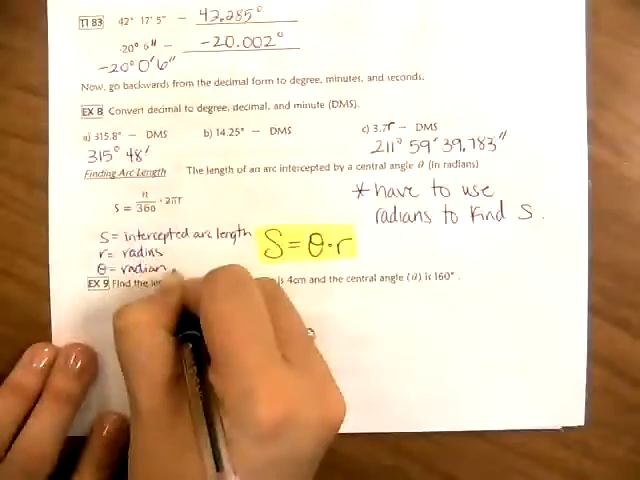 TI 83 42° 17' 5" — 42.285°
-20° 6" — -20.002°
-20° 0' 6"
Now, go backwards from the decimal form to degree, minutes, and seconds.
EX 8 Convert decimal to degree, decimal, and minute (DMS).
a) 315.8° — DMS b) 14.25° — DMS c) 3.7r — DMS
315° 48' 211° 59' 39.783"
Finding Arc Length The length of an arc intercepted by a central angle θ (in radians)
S = n/360 · 2πr
* have to use
radians to find S.
S = intercepted arc length
r = radius
θ = radian
S = θ·r
EX 9 Find the is 4cm and the central angle (θ) is 160°.